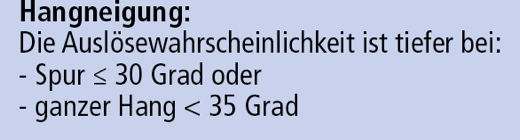 Hangneigung:
Die Auslösewahrscheinlichkeit ist tiefer bei:
- Spur ≤ 30 Grad oder
- ganzer Hang < 35 Grad